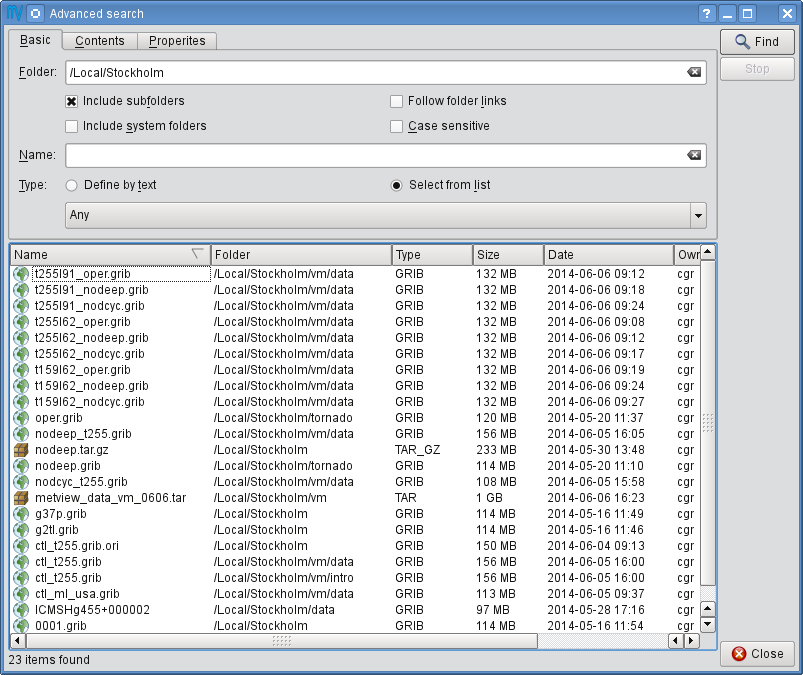 Advanced search
Basic Contents Properites
Find
Stop
Folder: /Local/Stockholm
Include subfolders Follow folder links
Include system folders Case sensitive
Name:
Type: Define by text Select from list
Any
Name Folder Type Size Date Owr
t255l91_oper.grib /Local/Stockholm/vm/data GRIB 132 MB 2014-06-06 09:12 cgr
t255l91_nodeep.grib /Local/Stockholm/vm/data GRIB 132 MB 2014-06-06 09:18 cgr
t255l91_nodcyc.grib /Local/Stockholm/vm/data GRIB 132 MB 2014-06-06 09:24 cgr
t255l62_oper.grib /Local/Stockholm/vm/data GRIB 132 MB 2014-06-06 09:08 cgr
t255l62_nodeep.grib /Local/Stockholm/vm/data GRIB 132 MB 2014-06-06 09:12 cgr
t255l62_nodcyc.grib /Local/Stockholm/vm/data GRIB 132 MB 2014-06-06 09:17 cgr
t159l62_oper.grib /Local/Stockholm/vm/data GRIB 132 MB 2014-06-06 09:19 cgr
t159l62_nodeep.grib /Local/Stockholm/vm/data GRIB 132 MB 2014-06-06 09:24 cgr
t159l62_nodcyc.grib /Local/Stockholm/vm/data GRIB 132 MB 2014-06-06 09:27 cgr
oper.grib /Local/Stockholm/tornado GRIB 120 MB 2014-05-20 11:37 cgr
nodeep_t255.grib /Local/Stockholm/vm/data GRIB 156 MB 2014-06-05 16:05 cgr
nodeep.tar.gz /Local/Stockholm TAR_GZ 233 MB 2014-05-30 13:48 cgr
nodeep.grib /Local/Stockholm/tornado GRIB 114 MB 2014-05-20 11:10 cgr
nodcyc_t255.grib /Local/Stockholm/vm/data GRIB 108 MB 2014-06-05 15:58 cgr
metview_data_vm_0606.tar /Local/Stockholm/vm TAR 1 GB 2014-06-06 16:23 cgr
g37p.grib /Local/Stockholm GRIB 114 MB 2014-05-16 11:49 cgr
g2tl.grib /Local/Stockholm GRIB 114 MB 2014-05-16 11:46 cgr
ctl_t255.grib.ori /Local/Stockholm GRIB 150 MB 2014-06-04 09:13 cgr
ctl_t255.grib /Local/Stockholm/vm/data GRIB 156 MB 2014-06-05 16:00 cgr
ctl_t255.grib /Local/Stockholm/vm/intro GRIB 156 MB 2014-06-05 16:00 cgr
ctl_ml_usa.grib /Local/Stockholm/vm/data GRIB 113 MB 2014-06-05 09:37 cgr
ICMSHg455+000002 /Local/Stockholm/data GRIB 97 MB 2014-05-28 17:16 cgr
0001.grib /Local/Stockholm GRIB 114 MB 2014-05-16 11:54 cgr
23 items found
Close